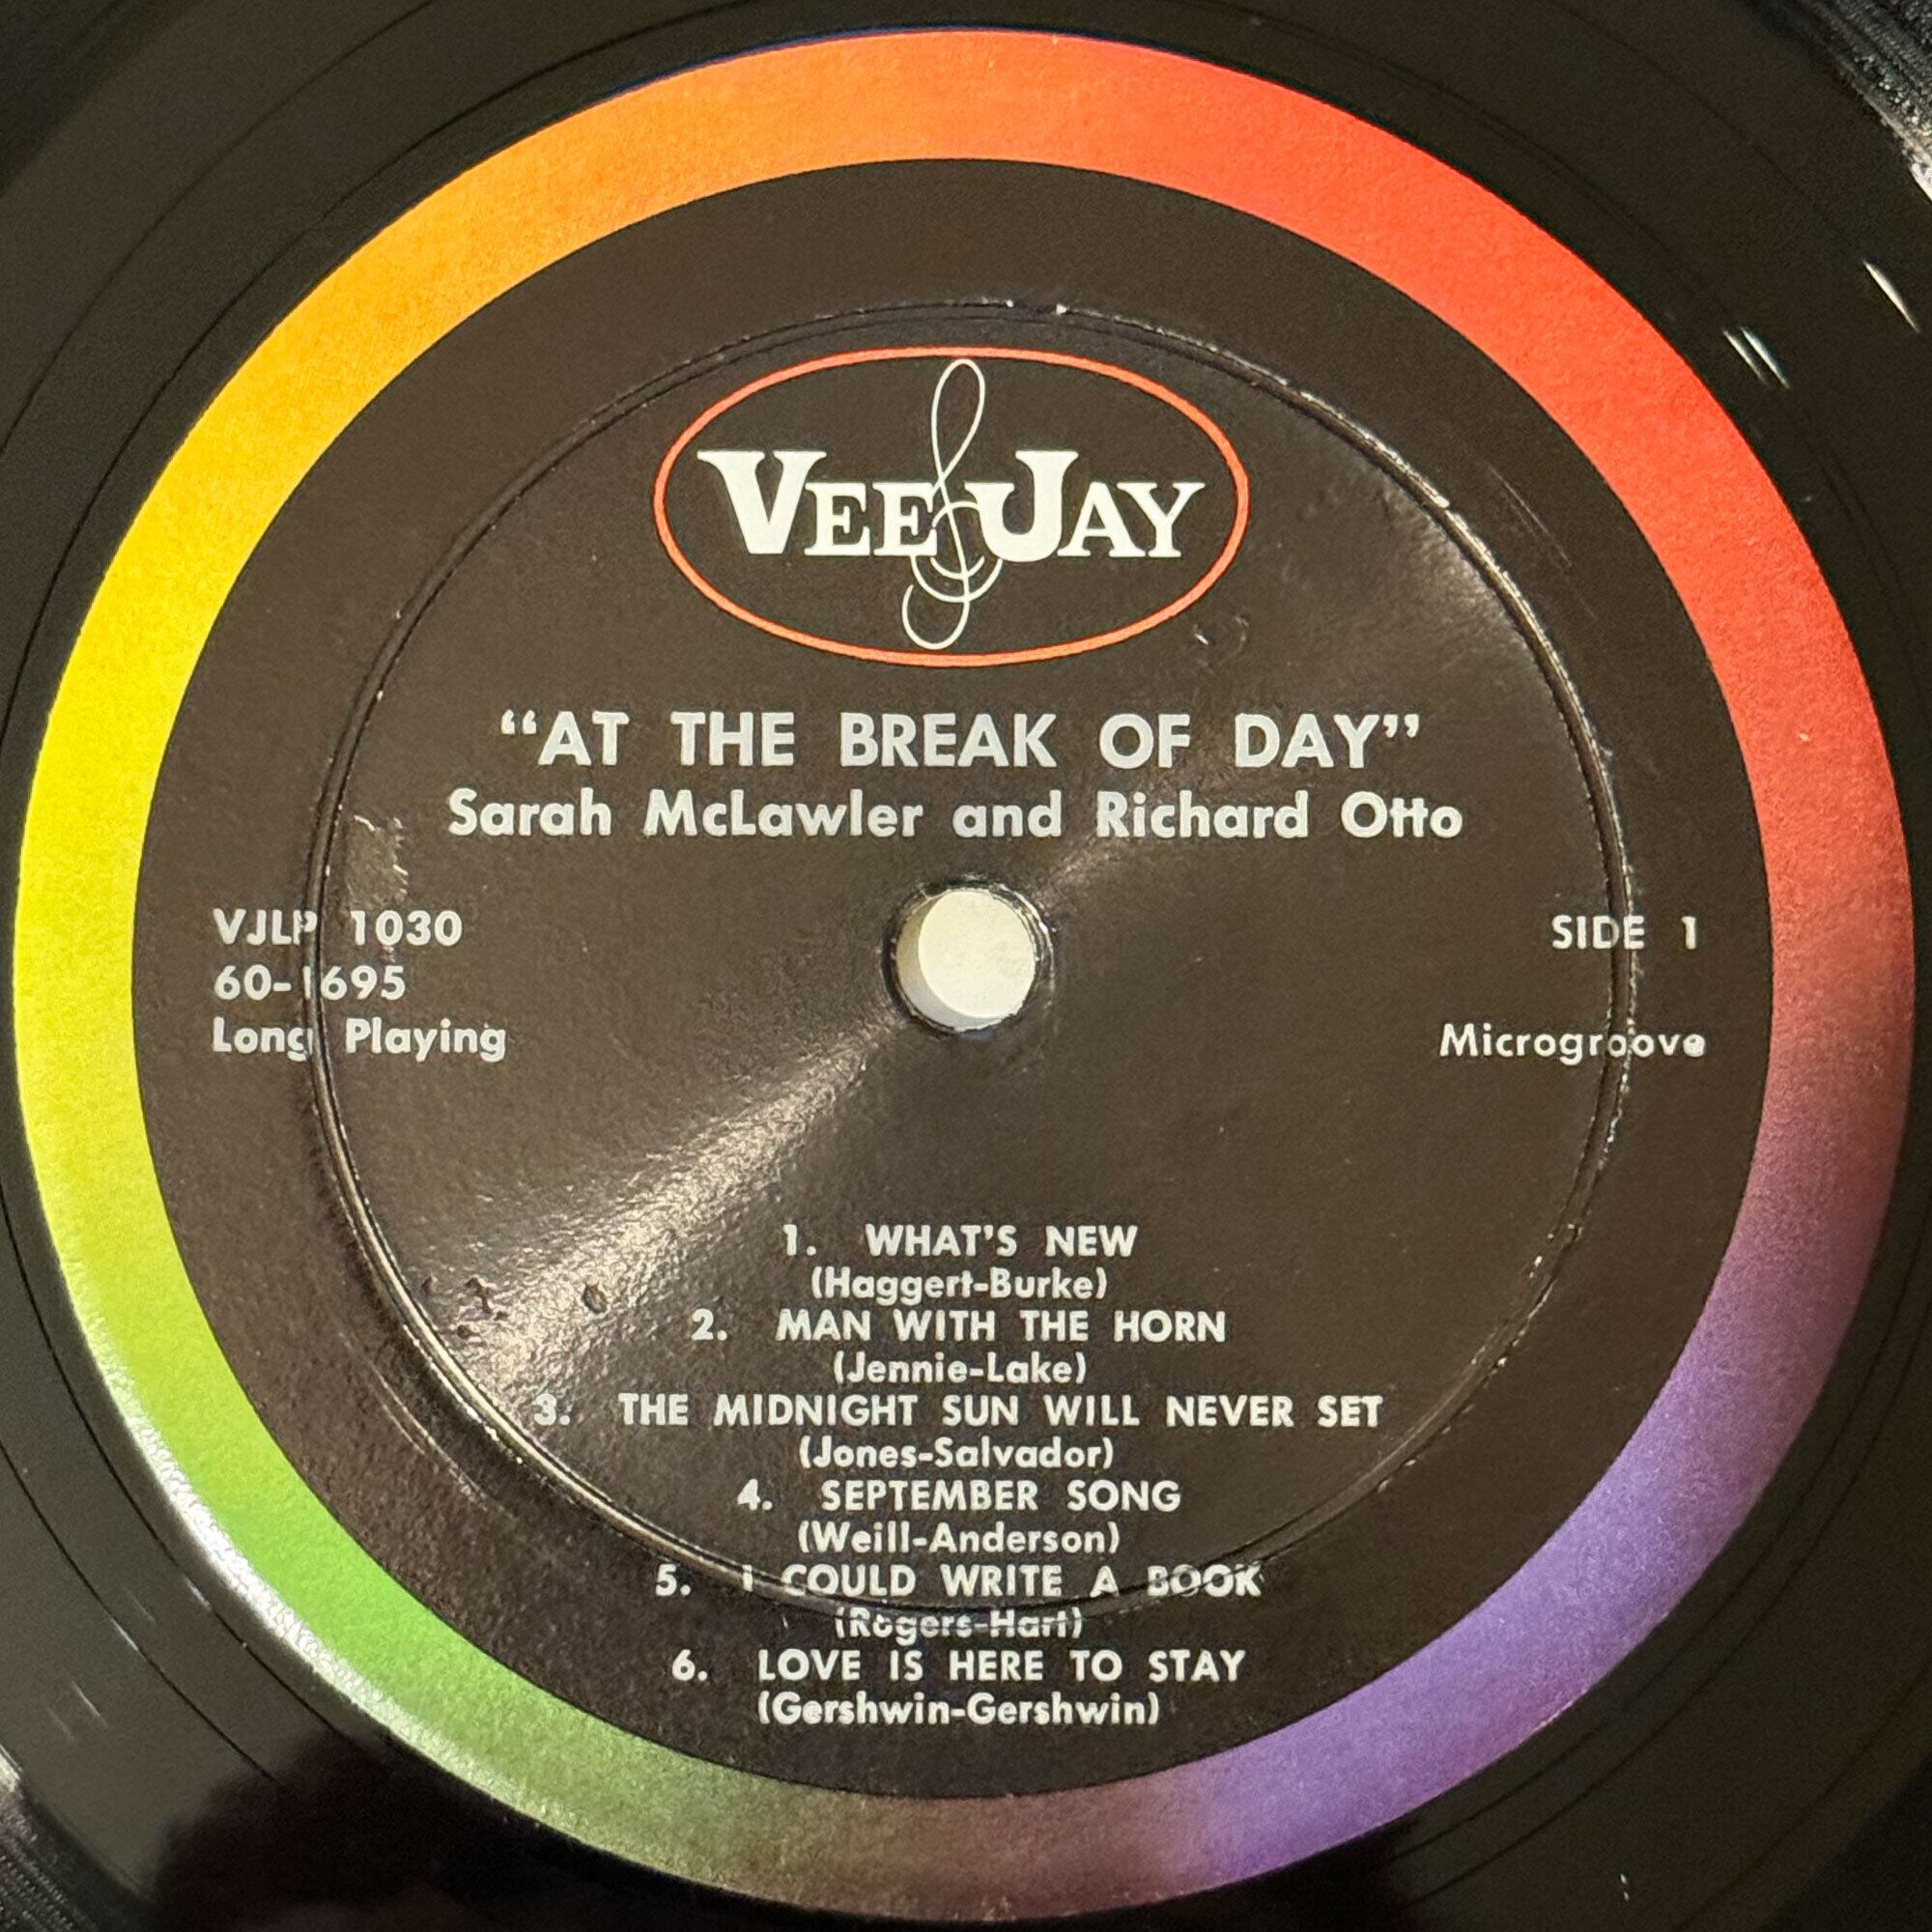 VEE JAY
“AT THE BREAK OF DAY”
Sarah McLawler and Richard Otto
VJLP 1030
60-1695
Long Playing
SIDE 1
Microgroove
1. WHAT'S NEW
(Haggert-Burke)
2. MAN WITH THE HORN
(Jennie-Lake)
3. THE MIDNIGHT SUN WILL NEVER SET
(Jones-Salvador)
4. SEPTEMBER SONG
(Weill-Anderson)
5. I COULD WRITE A BOOK
(Rogers-Hart)
6. LOVE IS HERE TO STAY
(Gershwin-Gershwin)